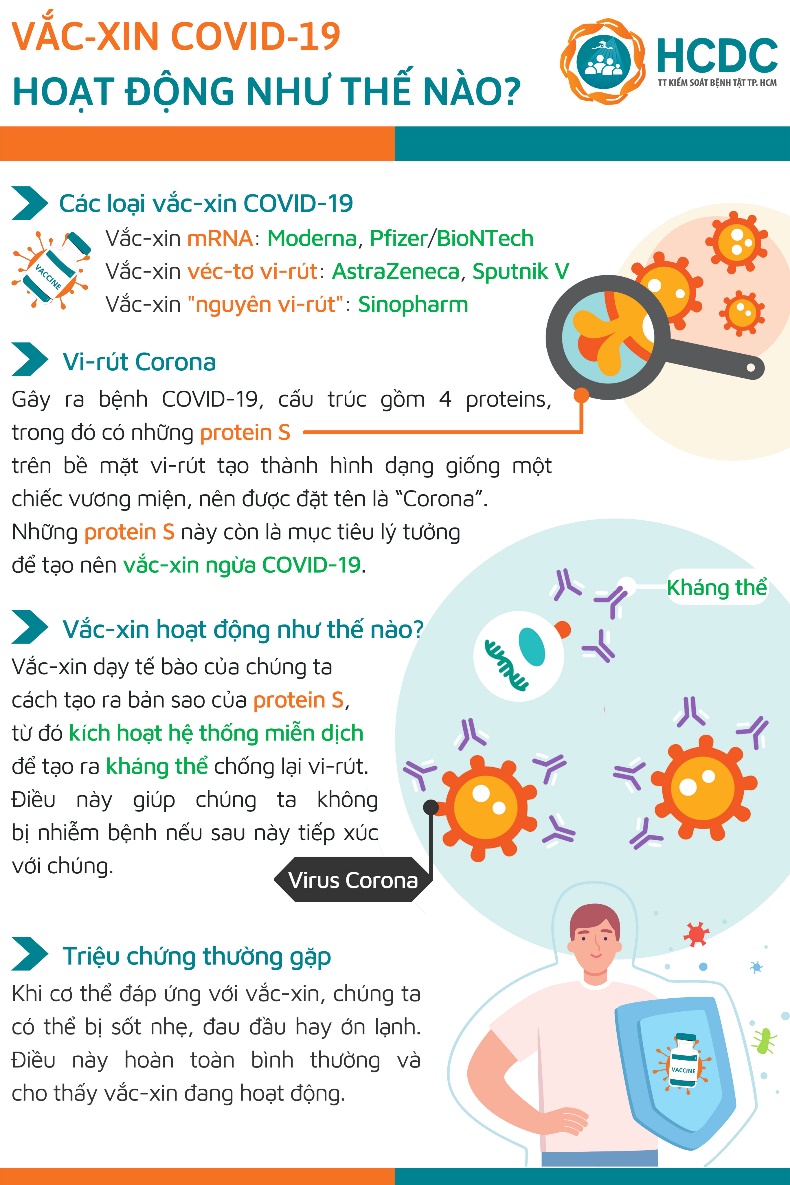 VẮC-XIN COVID-19
HOẠT ĐỘNG NHƯ THẾ NÀO?
HCDC
TT KIỂM SOÁT BỆNH TẬT TP. HCM
Các loại vắc-xin COVID-19
VACCINE
Vắc-xin mRNA: Moderna, Pfizer/BioNTech
Vắc-xin véc-tơ vi-rút: AstraZeneca, Sputnik V
Vắc-xin "nguyên vi-rút": Sinopharm
Vi-rút Corona
Gây ra bệnh COVID-19, cấu trúc gồm 4 proteins,
trong đó có những protein S
trên bề mặt vi-rút tạo thành hình dạng giống một
chiếc vương miện, nên được đặt tên là “Corona”.
Những protein S này còn là mục tiêu lý tưởng
để tạo nên vắc-xin ngừa COVID-19.
Kháng thể
Vắc-xin hoạt động như thế nào?
Vắc-xin dạy tế bào của chúng ta
cách tạo ra bản sao của protein S,
từ đó kích hoạt hệ thống miễn dịch
để tạo ra kháng thể chống lại vi-rút.
Điều này giúp chúng ta không
bị nhiễm bệnh nếu sau này tiếp xúc
với chúng.
Virus Corona
Triệu chứng thường gặp
Khi cơ thể đáp ứng với vắc-xin, chúng ta
có thể bị sốt nhẹ, đau đầu hay ớn lạnh.
Điều này hoàn toàn bình thường và
cho thấy vắc-xin đang hoạt động.
VACCINE